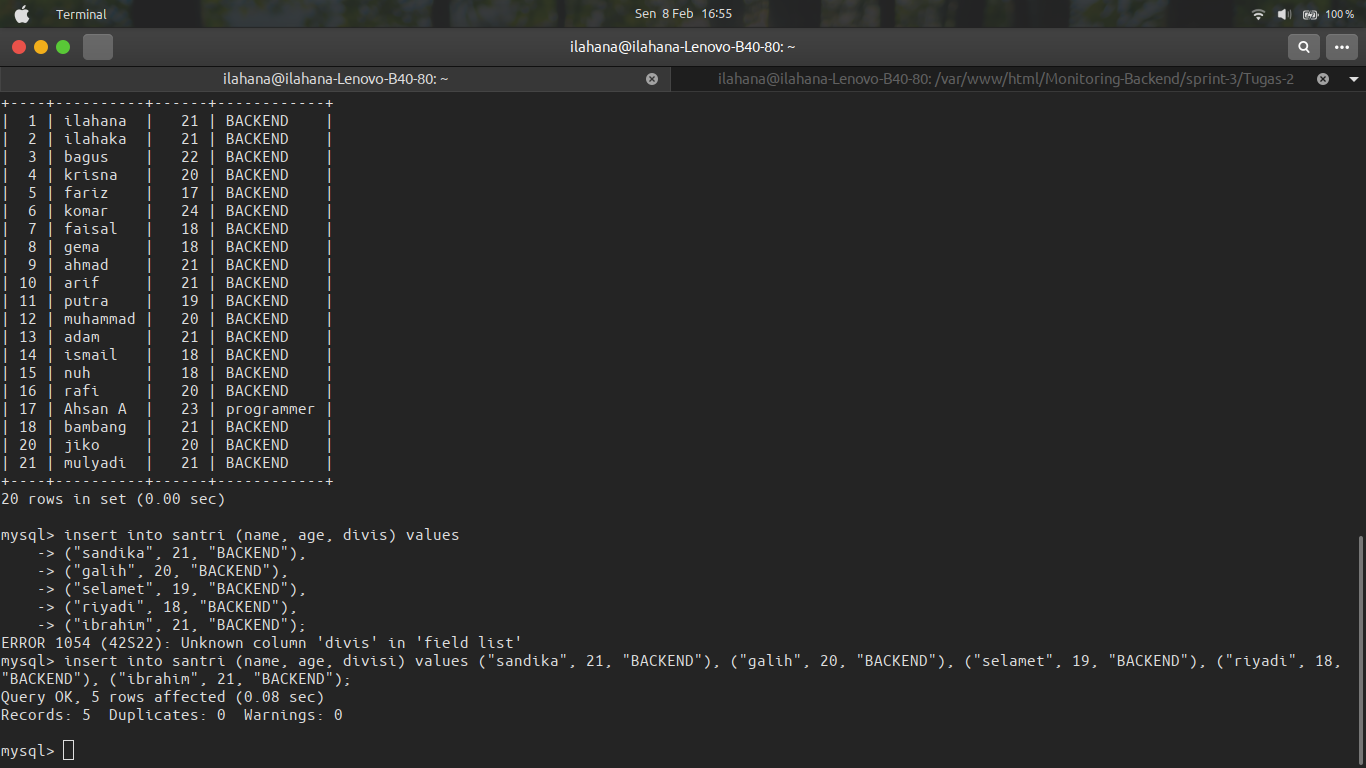 Terminal
Sen 8 Feb 16:55
100 %
ilahana@ilahana-Lenovo-B40-80: ~
ilahana@ilahana-Lenovo-B40-80: ~
ilahana@ilahana-Lenovo-B40-80: /var/www/html/Monitoring-Backend/sprint-3/Tugas-2
+----+----------+------+------------+
|  1 | ilahana  |   21 | BACKEND    |
|  2 | ilahaka  |   21 | BACKEND    |
|  3 | bagus    |   22 | BACKEND    |
|  4 | krisna   |   20 | BACKEND    |
|  5 | fariz    |   17 | BACKEND    |
|  6 | komar    |   24 | BACKEND    |
|  7 | faisal   |   18 | BACKEND    |
|  8 | gema     |   18 | BACKEND    |
|  9 | ahmad    |   21 | BACKEND    |
| 10 | arif     |   21 | BACKEND    |
| 11 | putra    |   19 | BACKEND    |
| 12 | muhammad |   20 | BACKEND    |
| 13 | adam     |   21 | BACKEND    |
| 14 | ismail   |   18 | BACKEND    |
| 15 | nuh      |   18 | BACKEND    |
| 16 | rafi     |   20 | BACKEND    |
| 17 | Ahsan A  |   23 | programmer |
| 18 | bambang  |   21 | BACKEND    |
| 20 | jiko     |   20 | BACKEND    |
| 21 | mulyadi  |   21 | BACKEND    |
+----+----------+------+------------+
20 rows in set (0.00 sec)
mysql> insert into santri (name, age, divis) values
    -> ("sandika", 21, "BACKEND"),
    -> ("galih", 20, "BACKEND"),
    -> ("selamet", 19, "BACKEND"),
    -> ("riyadi", 18, "BACKEND"),
    -> ("ibrahim", 21, "BACKEND");
ERROR 1054 (42S22): Unknown column 'divis' in 'field list'
mysql> insert into santri (name, age, divisi) values ("sandika", 21, "BACKEND"), ("galih", 20, "BACKEND"), ("selamet", 19, "BACKEND"), ("riyadi", 18,
"BACKEND"), ("ibrahim", 21, "BACKEND");
Query OK, 5 rows affected (0.08 sec)
Records: 5  Duplicates: 0  Warnings: 0
mysql>